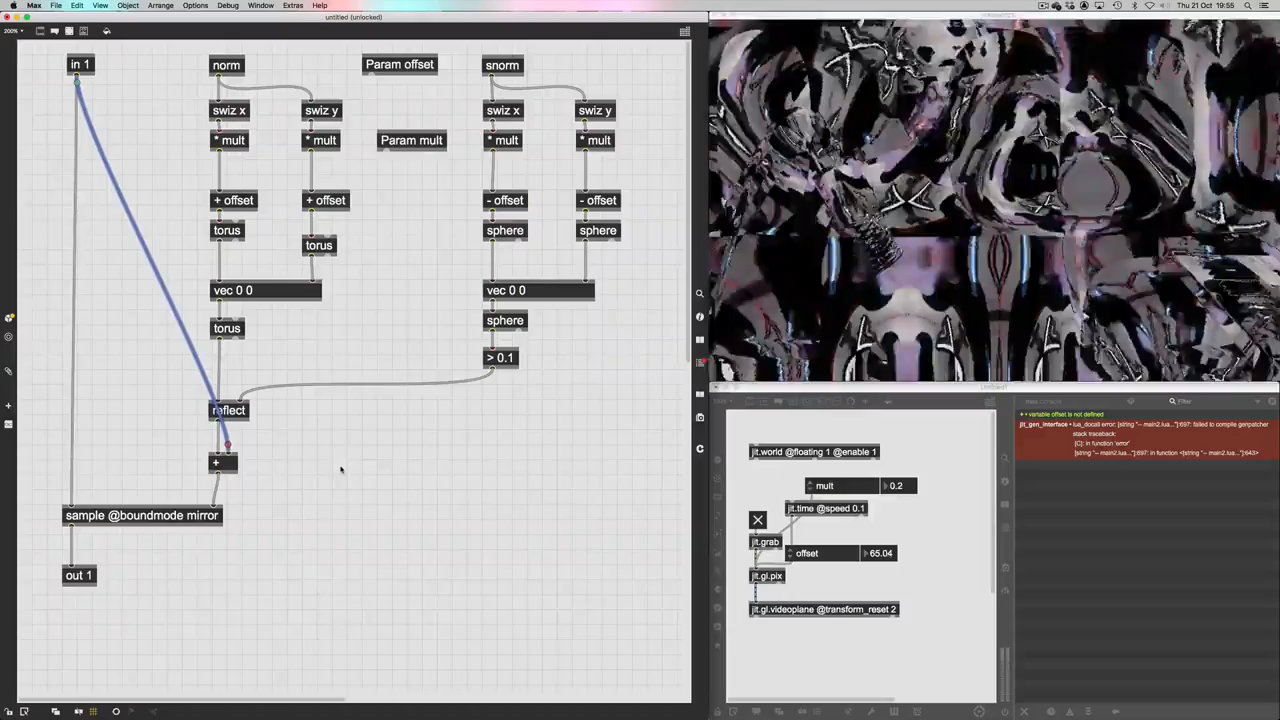 Max File Edit View Object Arrange Options Debug Window Extras Help
Thu 21 Oct 19:55
untitled (unlocked)
200%
in 1
norm
Param offset
snorm
swiz x
swiz y
swiz x
swiz y
* mult
* mult
Param mult
* mult
* mult
+ offset
+ offset
- offset
- offset
torus
torus
sphere
sphere
vec 0 0
vec 0 0
torus
sphere
> 0.1
reflect
+
sample @boundmode mirror
out 1
jit.world @floating 1 @enable 1
mult
0.2
jit.time @speed 0.1
jit.grab
offset
65.04
jit.gl.pix
jit.gl.videoplane @transform_reset 2
Filter
+ • variable offset is not defined
jit_gen_interface • lua_docall error: [string "-- main2.lua..."]:697: failed to compile genpatcher
stack traceback:
[C]: in function 'error'
[string "-- main2.lua..."]:697: in function <[string "-- main2.lua..."]:643>